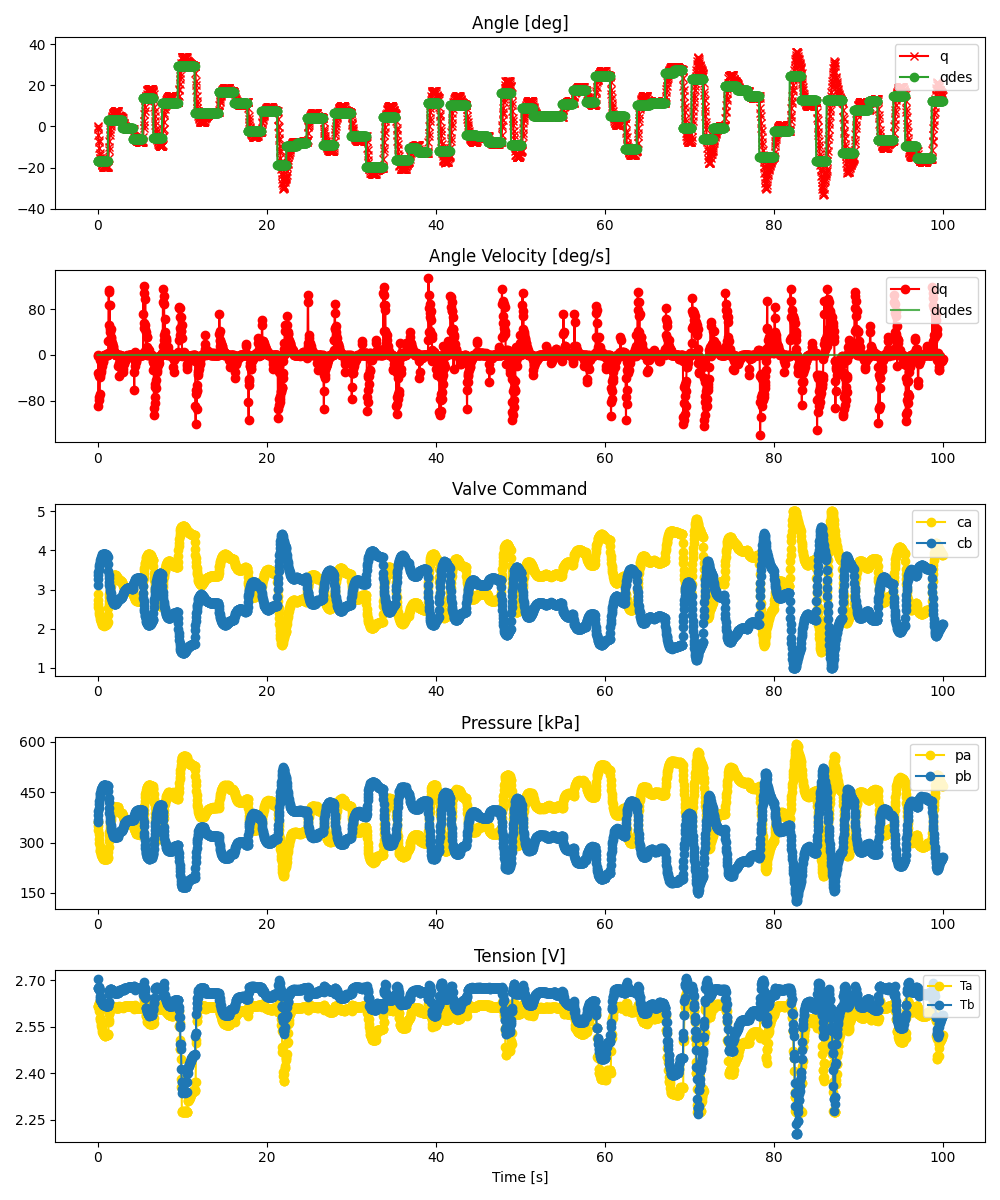 Angle [deg]
40
20
0
−20
−40
q
qdes
0 20 40 60 80 100
Angle Velocity [deg/s]
80
0
−80
dq
dqdes
0 20 40 60 80 100
Valve Command
5
4
3
2
1
ca
cb
0 20 40 60 80 100
Pressure [kPa]
600
450
300
150
pa
pb
0 20 40 60 80 100
Tension [V]
2.70
2.55
2.40
2.25
Ta
Tb
0 20 40 60 80 100
Time [s]